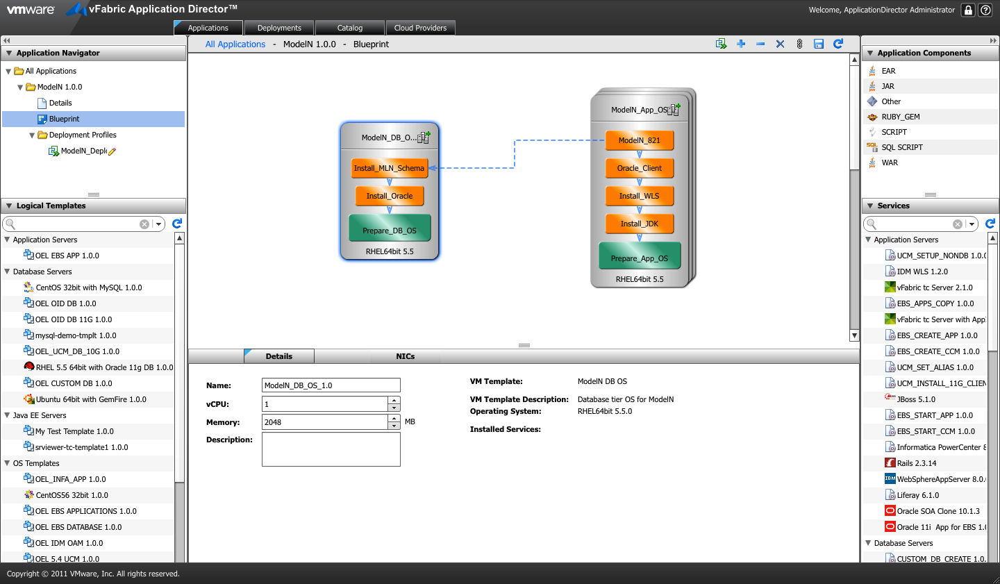 vmware vFabric Application Director™
Welcome, ApplicationDirector Administrator
Applications Deployments Catalog Cloud Providers
Application Navigator
All Applications
ModelN 1.0.0
Details
Blueprint
Deployment Profiles
ModelN_Deplo
Logical Templates
Application Servers
OEL EBS APP 1.0.0
Database Servers
CentOS 32bit with MySQL 1.0.0
OEL OID DB 1.0.0
OEL OID DB 11G 1.0.0
mysql-demo-tmplt 1.0.0
OEL_UCM_DB_10G 1.0.0
RHEL 5.5 64bit with Oracle 11g DB 1.0.0
OEL CUSTOM DB 1.0.0
Ubuntu 64bit with GemFire 1.0.0
Java EE Servers
My Test Template 1.0.0
srviewer-tc-template1 1.0.0
OS Templates
OEL_INFA_APP 1.0.0
CentOS56 32bit 1.0.0
OEL EBS APPLICATIONS 1.0.0
OEL EBS DATABASE 1.0.0
OEL IDM OAM 1.0.0
OEL 5.4 UCM 1.0.0
All Applications - ModelN 1.0.0 - Blueprint
ModelN_DB_O...
Install_MLN_Schema
Install_Oracle
Prepare_DB_OS
RHEL64bit 5.5
ModelN_App_OS
ModelN_821
Oracle_Client
Install_WLS
Install_JDK
Prepare_App_OS
RHEL64bit 5.5
Details NICs
Name: ModelN_DB_OS_1.0
vCPU: 1
Memory: 2048 MB
Description:
VM Template: ModelN DB OS
VM Template Description: Database tier OS for ModelN
Operating System: RHEL64bit 5.5.0
Installed Services:
Application Components
EAR
JAR
Other
RUBY_GEM
SCRIPT
SQL SQL SCRIPT
WAR
Services
Application Servers
UCM_SETUP_NONDB 1.0.0
IDM WLS 1.2.0
vFabric tc Server 2.1.0
EBS_APPS_COPY 1.0.0
vFabric tc Server with App
EBS_CREATE_APP 1.0.0
EBS_CREATE_CCM 1.0.0
UCM_SET_ALIAS 1.0.0
UCM_INSTALL_11G_CLIEN
JBoss 5.1.0
EBS_START_APP 1.0.0
EBS_START_CCM 1.0.0
Informatica PowerCenter 8
Rails 2.3.14
IBM WebSphereAppServer 8.0.
Liferay 6.1.0
Oracle SOA Clone 10.1.3
Oracle 11i App for EBS 1.0
Database Servers
CUSTOM_DB_CREATE 1.0.
Copyright © 2011 VMware, Inc. All rights reserved.